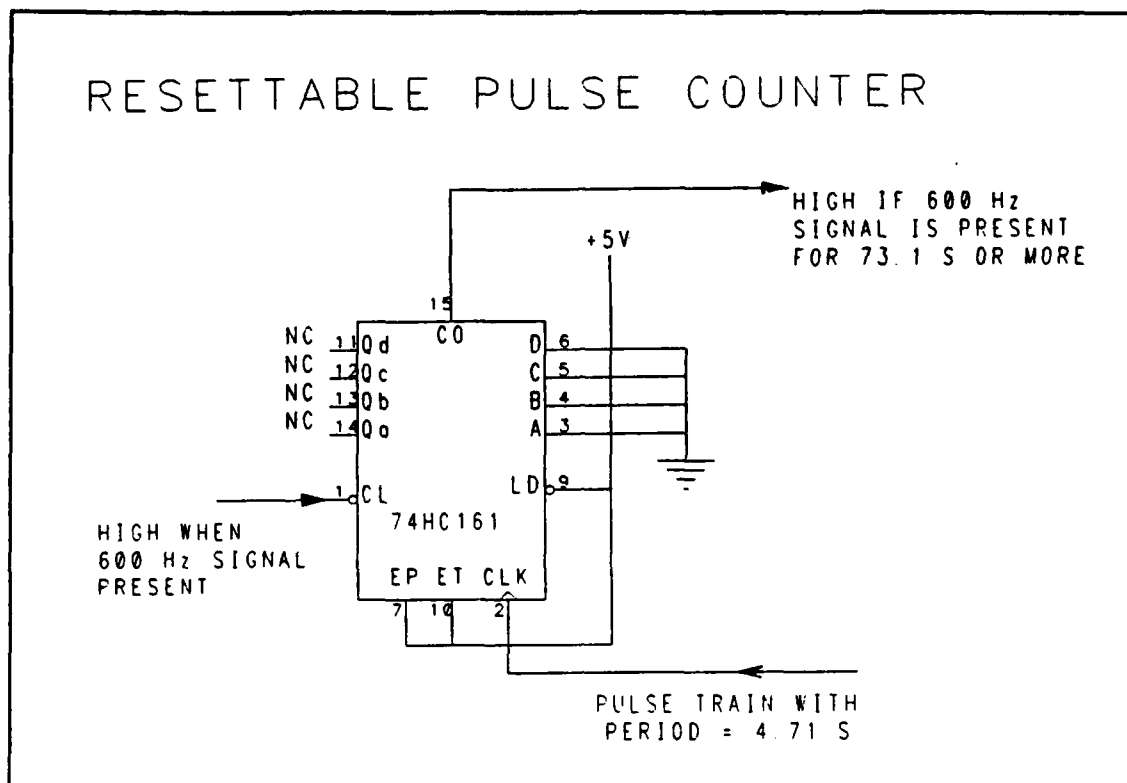 RESETTABLE PULSE COUNTER
HIGH IF 600 Hz
SIGNAL IS PRESENT
FOR 73.1 S OR MORE
+5V
15
CO
NC 11 Qd
NC 12 Qc
NC 13 Qb
NC 14 Qa
D 6
C 5
B 4
A 3
1 CL
LD 9
74HC161
HIGH WHEN
600 Hz SIGNAL
PRESENT
EP ET CLK
7 10 2
PULSE TRAIN WITH
PERIOD = 4.71 S